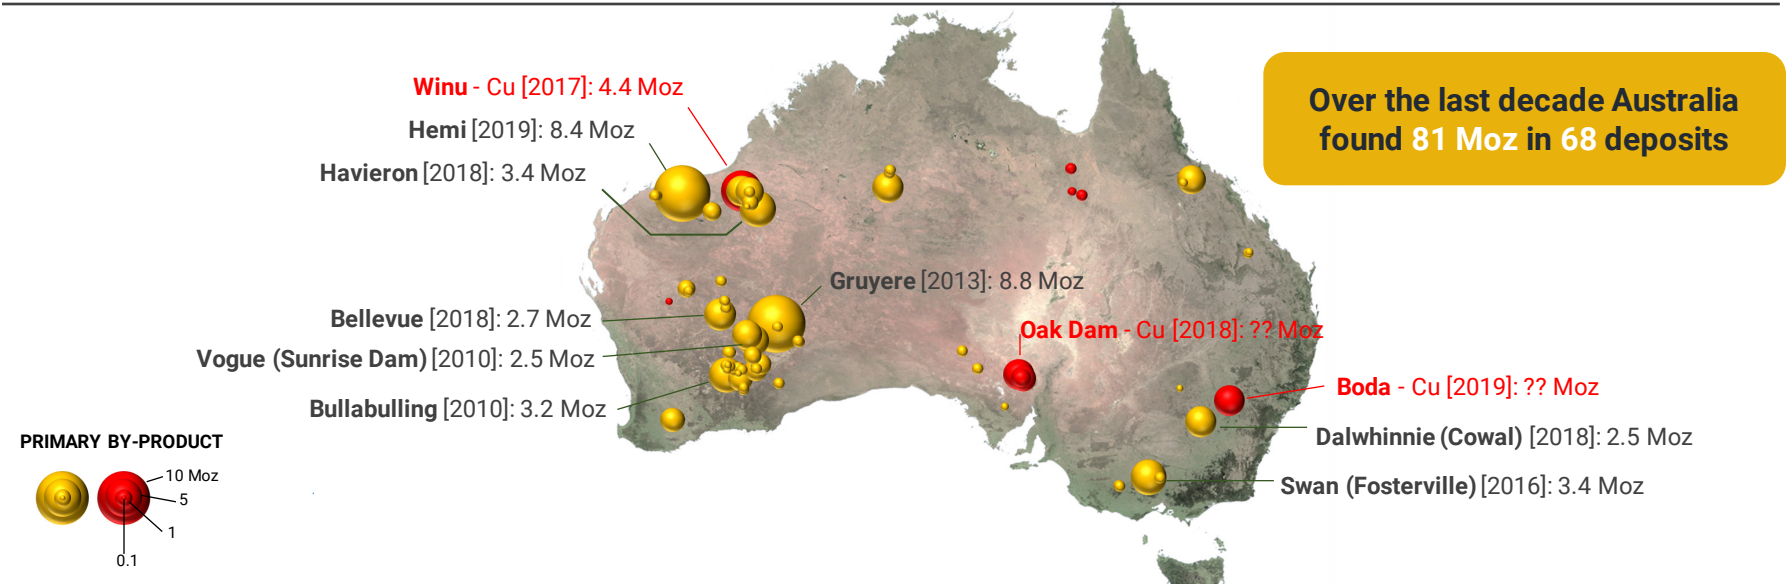 Over the last decade Australia
found 81 Moz in 68 deposits
Winu - Cu [2017]: 4.4 Moz
Hemi [2019]: 8.4 Moz
Havieron [2018]: 3.4 Moz
Gruyere [2013]: 8.8 Moz
Bellevue [2018]: 2.7 Moz
Oak Dam - Cu [2018]: ?? Moz
Vogue (Sunrise Dam) [2010]: 2.5 Moz
Boda - Cu [2019]: ?? Moz
Bullabulling [2010]: 3.2 Moz
Dalwhinnie (Cowal) [2018]: 2.5 Moz
Swan (Fosterville) [2016]: 3.4 Moz
PRIMARY BY-PRODUCT
10 Moz
5
1
0.1